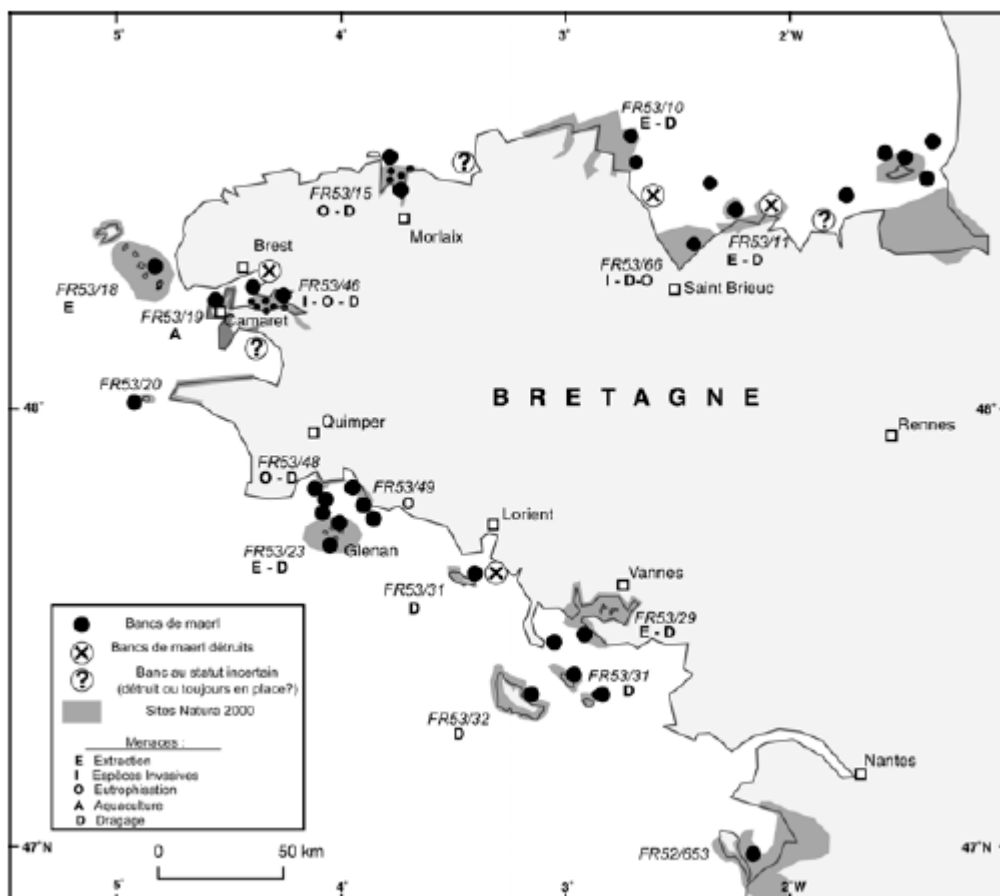 5°
4°
3°
2°W
FR53/10
E - D
FR53/15
O - D
Morlaix
Brest
FR53/18
E
FR53/46
I - O - D
FR53/19
A
Camaret
FR53/11
E - D
FR53/66
I - D-O
Saint Brieuc
FR53/20
48°
BRETAGNE
48°
Quimper
Rennes
FR53/48
O - D
FR53/49
O
Lorient
FR53/23
E - D
Glenan
FR53/31
D
Vannes
FR53/29
E - D
FR53/31
D
FR53/32
D
Nantes
FR52/653
47°N
47°N
Bancs de maerl
Bancs de maerl détruits
Banc au statut incertain
(détruit ou toujours en place?)
Sites Natura 2000
Menaces :
E Extraction
I Espèces Invasives
O Eutrophisation
A Aquaculture
D Dragage
0 50 km
5°
4°
3°
2°W